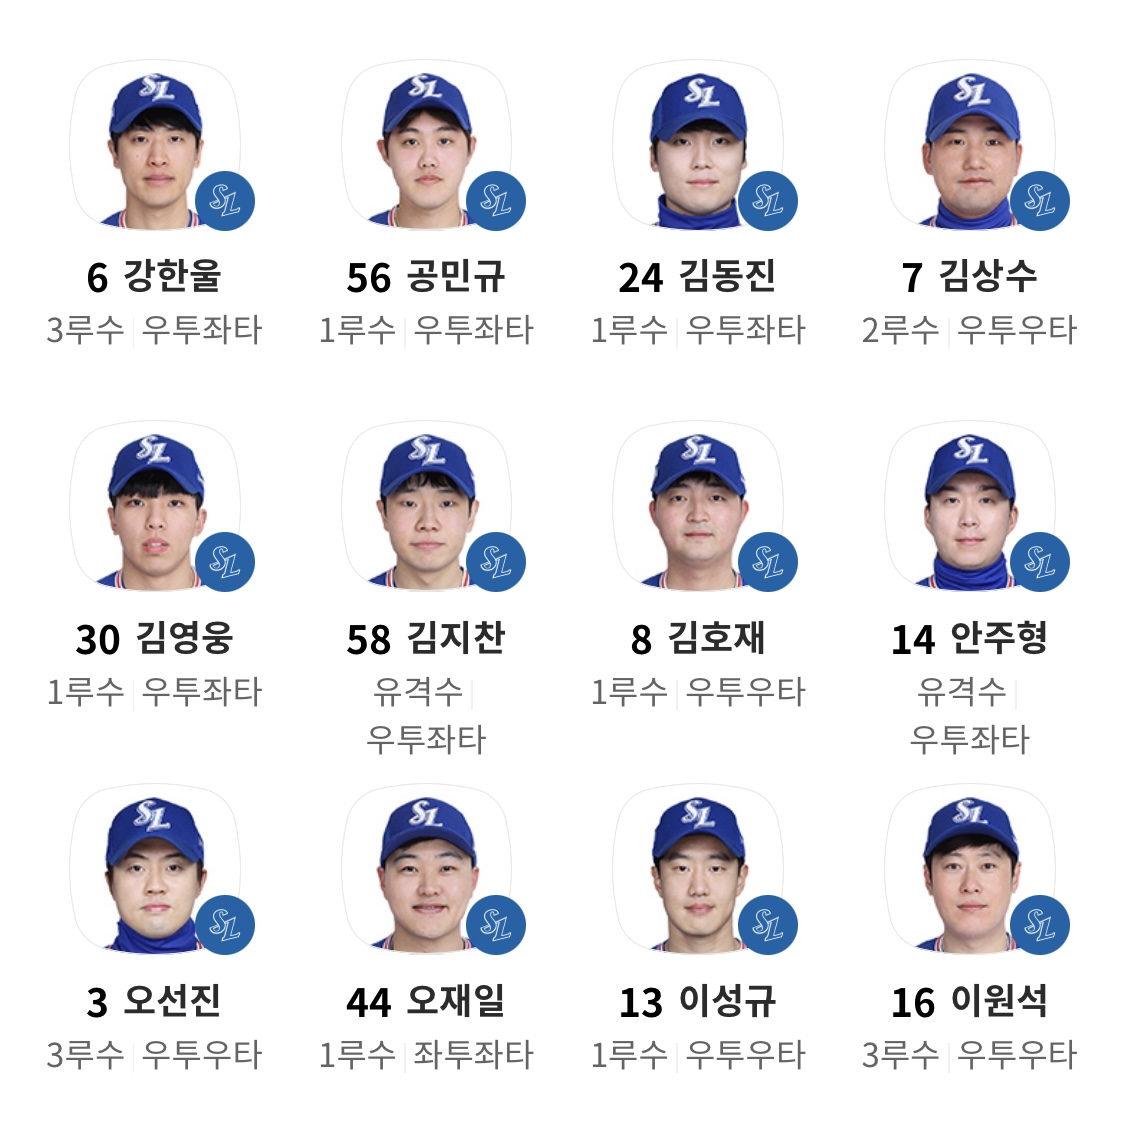 6 강한울
3루수 우투좌타
56 공민규
1루수 우투좌타
24 김동진
1루수 우투좌타
7 김상수
2루수 우투우타
30 김영웅
1루수 우투좌타
58 김지찬
유격수
우투좌타
8 김호재
1루수 우투우타
14 안주형
유격수
우투좌타
3 오선진
3루수 우투우타
44 오재일
1루수 좌투좌타
13 이성규
1루수 우투우타
16 이원석
3루수 우투우타